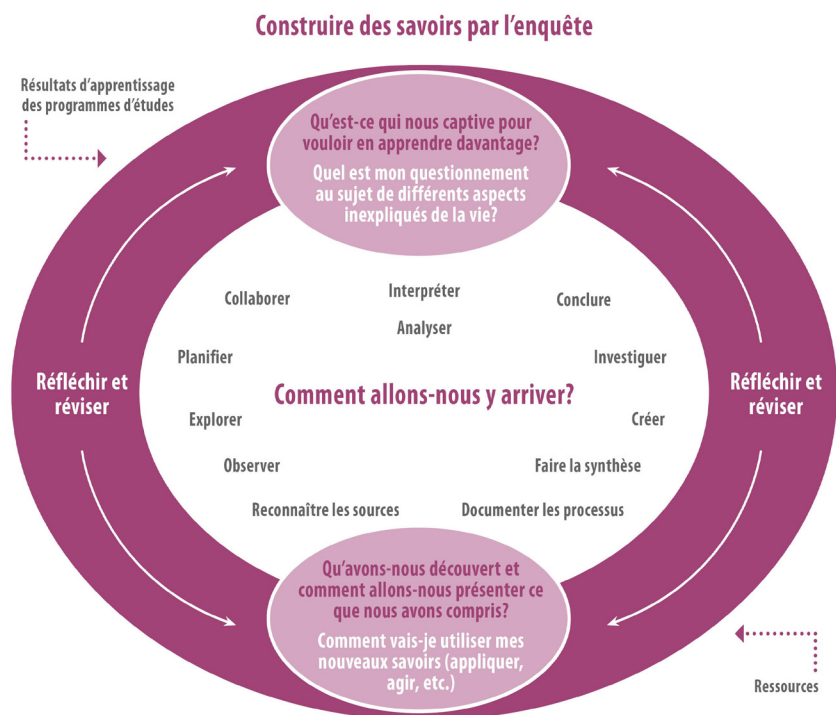 Construire des savoirs par l'enquête
Résultats d'apprentissage
des programmes d'études
Qu'est-ce qui nous captive pour
vouloir en apprendre davantage?
Quel est mon questionnement
au sujet de différents aspects
inexpliqués de la vie?
Collaborer
Interpréter
Conclure
Analyser
Planifier
Investiguer
Réfléchir et
réviser
Comment allons-nous y arriver?
Réfléchir et
réviser
Explorer
Créer
Observer
Faire la synthèse
Reconnaître les sources
Documenter les processus
Qu'avons-nous découvert et
comment allons-nous présenter ce
que nous avons compris?
Comment vais-je utiliser mes
nouveaux savoirs (appliquer,
agir, etc.)
Ressources